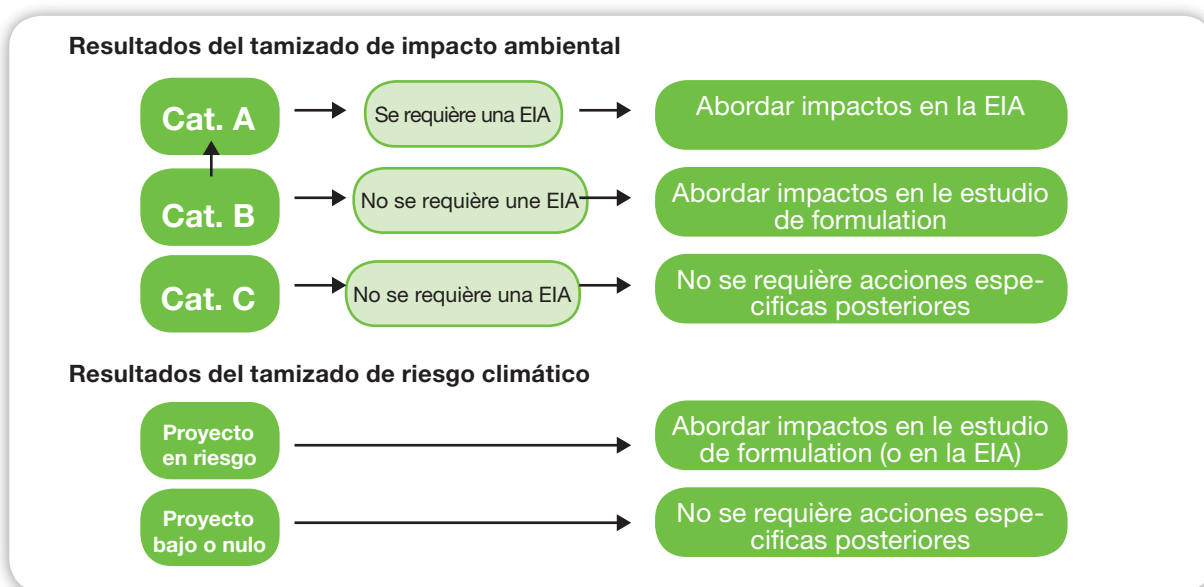 Resultados del tamizado de impacto ambiental
Cat. A
Se requière una EIA
Abordar impactos en la EIA
Cat. B
No se requière une EIA
Abordar impactos en le estudio
de formulation
Cat. C
No se requière una EIA
No se requière acciones espe-
cificas posteriores
Resultados del tamizado de riesgo climático
Proyecto
en riesgo
Abordar impactos en le estudio
de formulation (o en la EIA)
Proyecto
bajo o nulo
No se requière acciones espe-
cificas posteriores